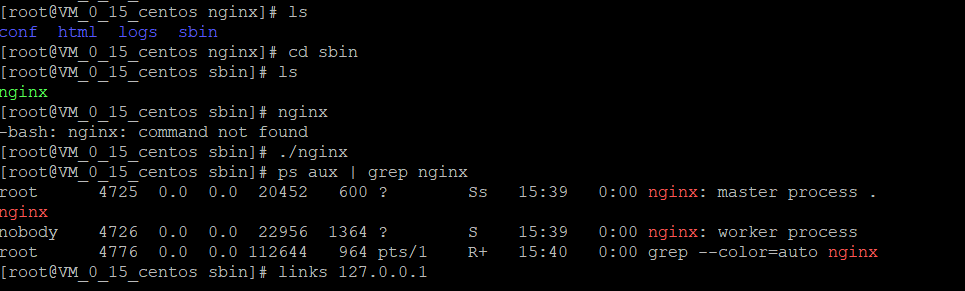 [root@VM_0_15_centos nginx]# ls
conf  html  logs  sbin
[root@VM_0_15_centos nginx]# cd sbin
[root@VM_0_15_centos sbin]# ls
nginx
[root@VM_0_15_centos sbin]# nginx
-bash: nginx: command not found
[root@VM_0_15_centos sbin]# ./nginx
[root@VM_0_15_centos sbin]# ps aux | grep nginx
root      4725  0.0  0.0  20452   600 ?        Ss   15:39   0:00 nginx: master process .
nginx
nobody    4726  0.0  0.0  22956  1364 ?        S    15:39   0:00 nginx: worker process
root      4776  0.0  0.0 112644   964 pts/1    R+   15:40   0:00 grep --color=auto nginx
[root@VM_0_15_centos sbin]# links 127.0.0.1